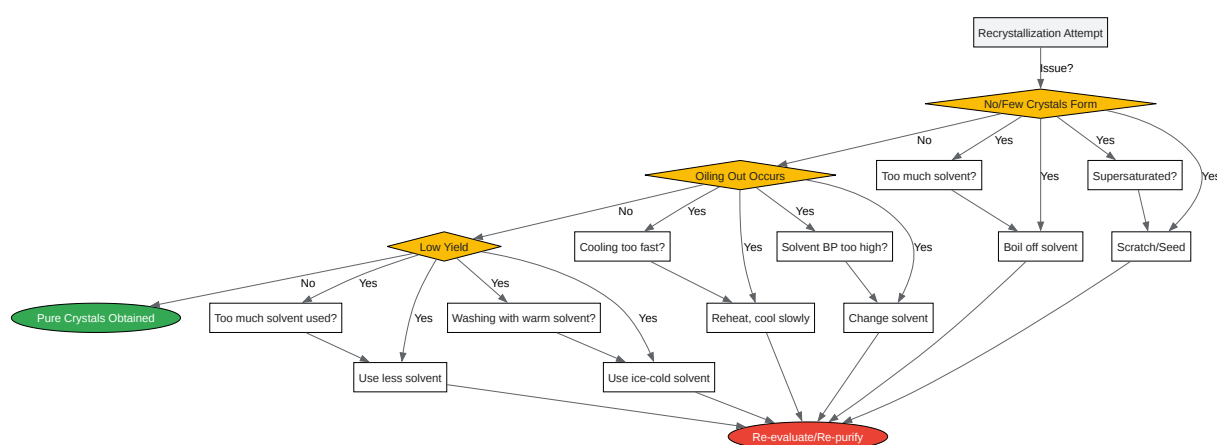 Recrystallization Attempt
Issue?
No/Few Crystals Form
No
Yes
Yes
Yes
Yes
Oiling Out Occurs
Too much solvent?
Supersaturated?
No
Yes
Yes
Yes
Yes
Low Yield
Cooling too fast?
Solvent BP too high?
Boil off solvent
Scratch/Seed
No
Yes
Yes
Yes
Yes
Pure Crystals Obtained
Too much solvent used?
Washing with warm solvent?
Reheat, cool slowly
Change solvent
Use less solvent
Use ice-cold solvent
Re-evaluate/Re-purify